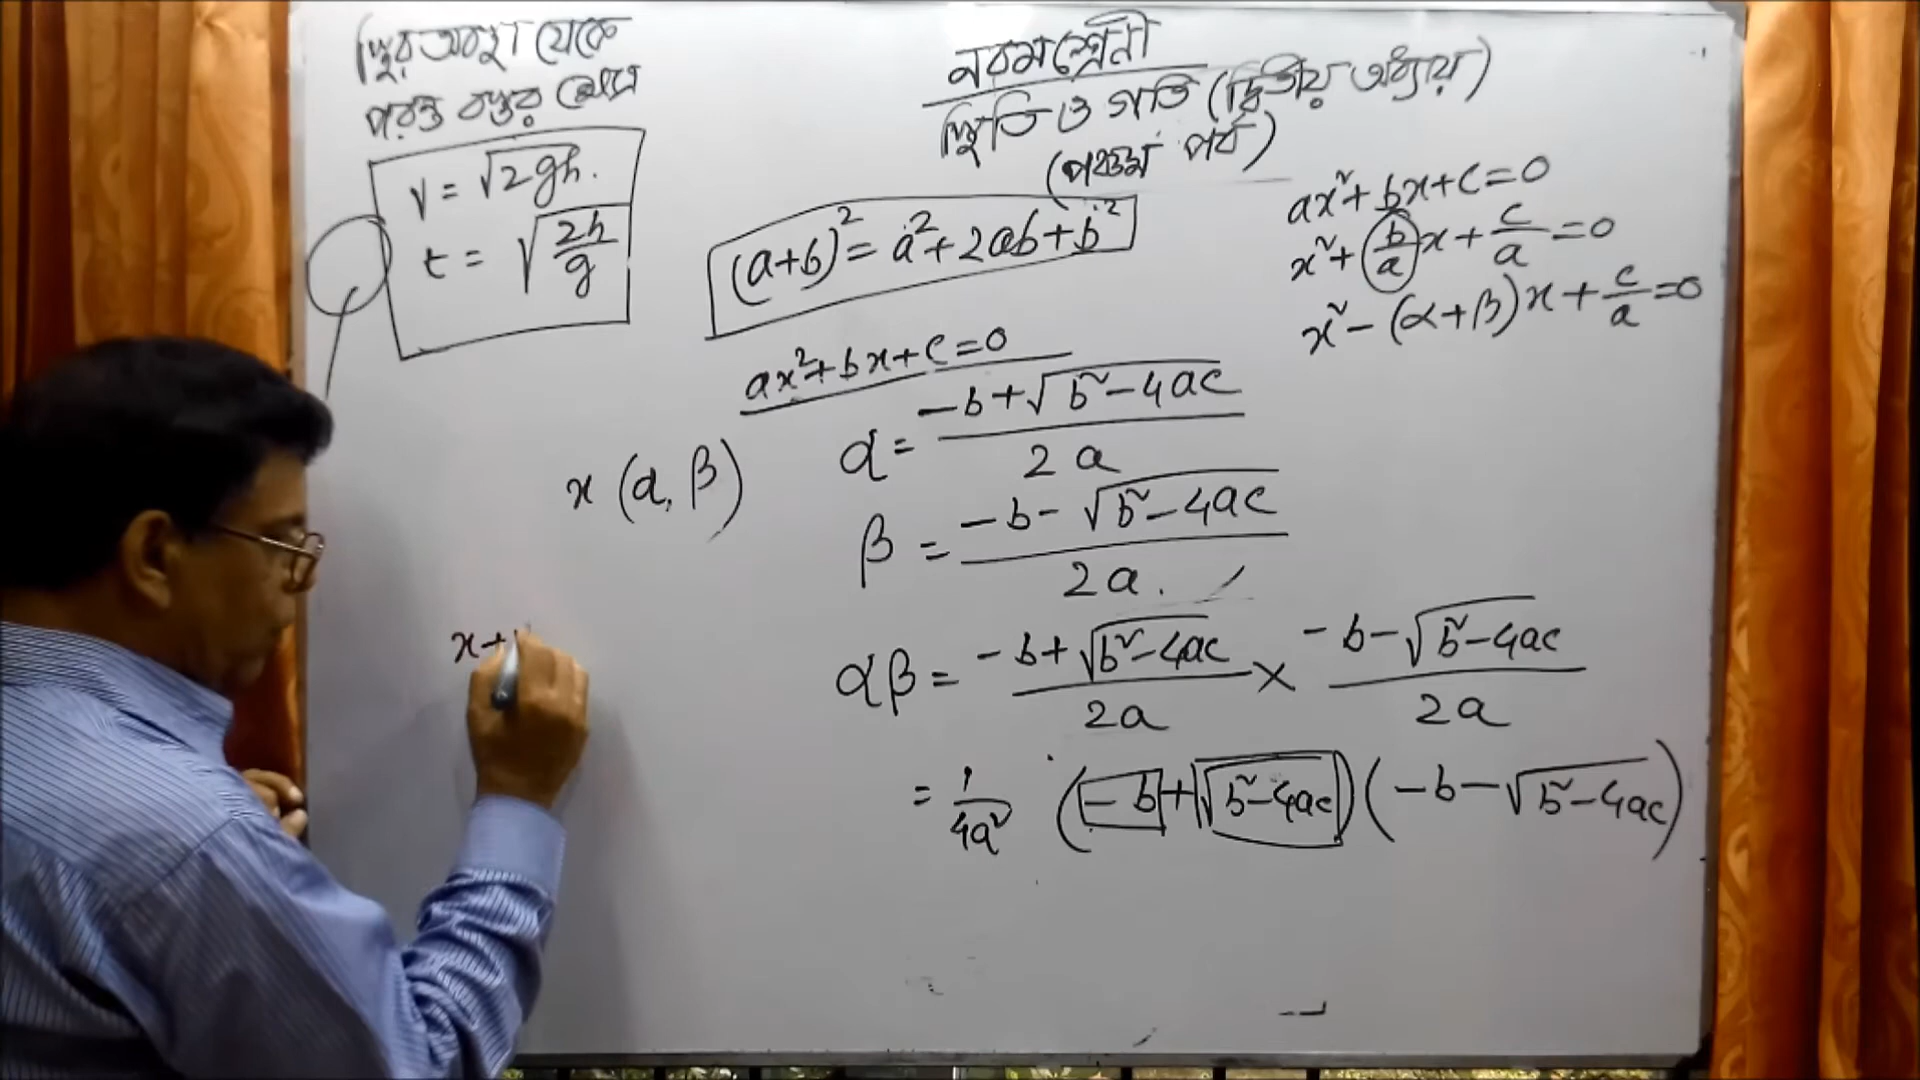 স্থির অবস্থা থেকে
পরন্ত বস্তুর ক্ষেত্রে
v = √2gh.
t = √2h/g
নবম শ্রেনী
স্থিতি ও গতি (দ্বিতীয় অধ্যায়)
(পঞ্চম পর্ব)
(a+b)² = a²+2ab+b²
ax²+bx+c=0
x²+(b/a)x+c/a=0
x²-(α+β)x+c/a=0
ax²+bx+c=0
x (α, β)
α = -b+√b²-4ac / 2a
β = -b-√b²-4ac / 2a.
αβ = -b+√b²-4ac / 2a × -b-√b²-4ac / 2a
= 1/4a² (-b+√b²-4ac)(-b-√b²-4ac)
x+